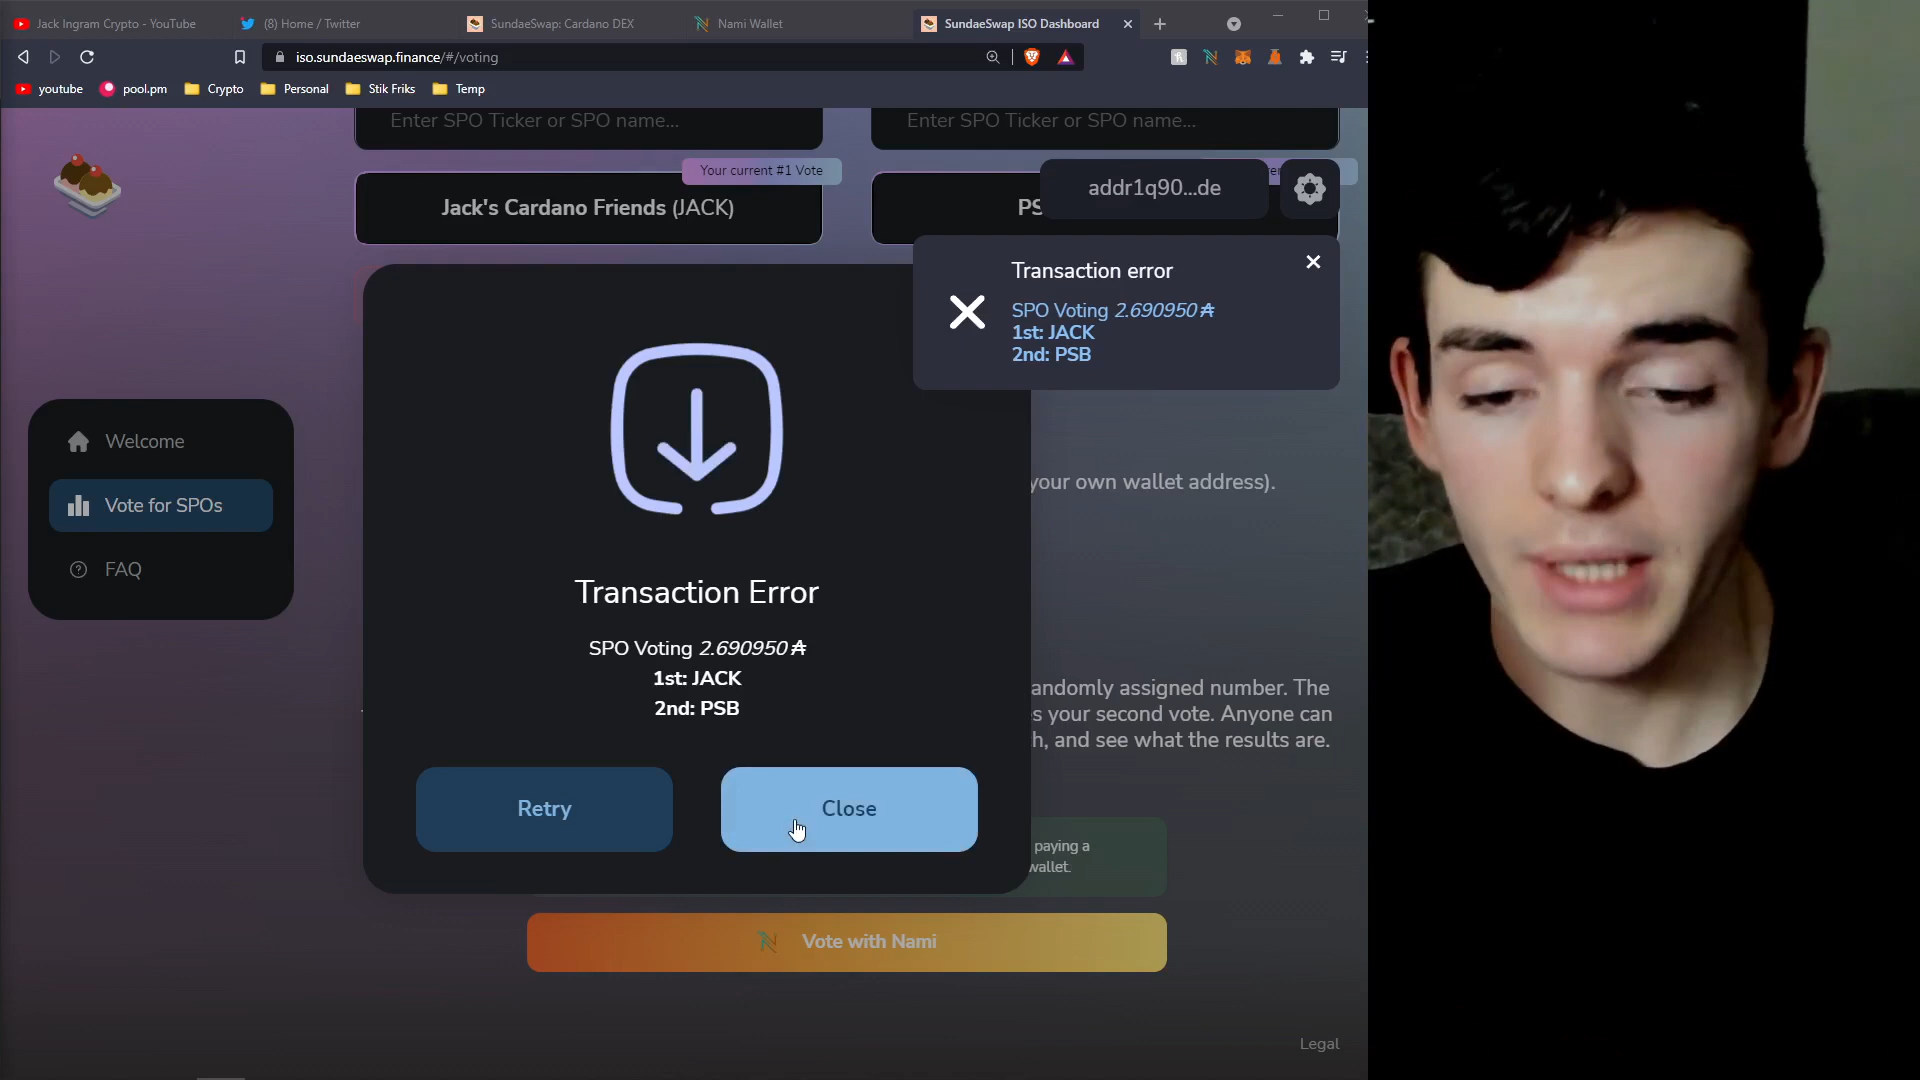 Jack Ingram Crypto - YouTube
(8) Home / Twitter
SundaeSwap: Cardano DEX
Nami Wallet
SundaeSwap ISO Dashboard
iso.sundaeswap.finance/#/voting
youtube
pool.pm
Crypto
Personal
Stik Friks
Temp
Enter SPO Ticker or SPO name...
Enter SPO Ticker or SPO name...
Your current #1 Vote
Jack's Cardano Friends (JACK)
PS
addr1q90...de
Transaction error
SPO Voting 2.690950 ₳
1st: JACK
2nd: PSB
Welcome
Vote for SPOs
FAQ
your own wallet address).
Transaction Error
SPO Voting 2.690950 ₳
1st: JACK
2nd: PSB
andomly assigned number. The
s your second vote. Anyone can
h, and see what the results are.
Retry
Close
paying a
wallet.
Vote with Nami
Legal